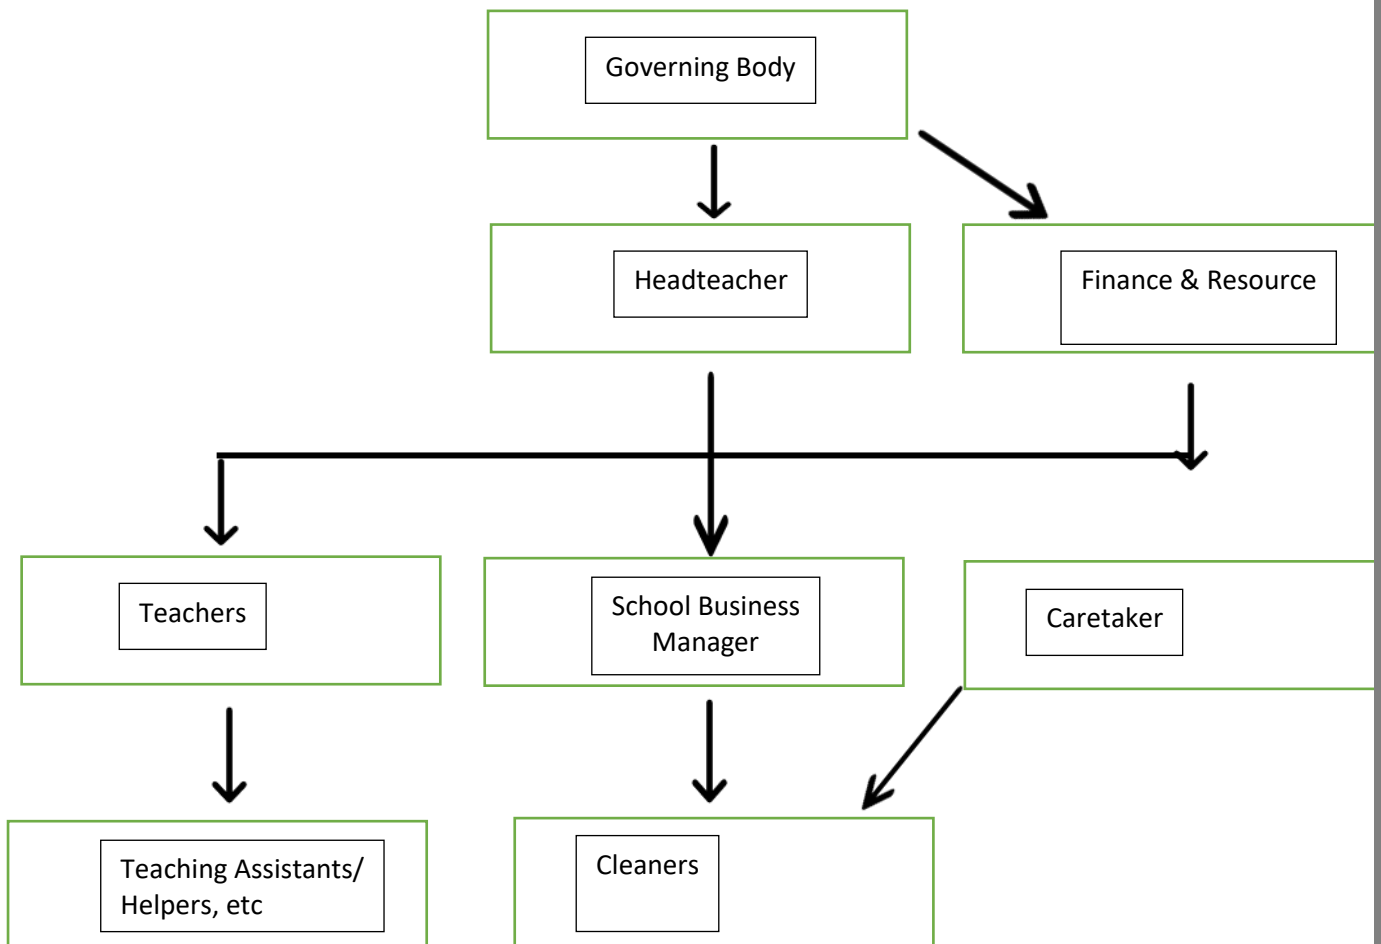 Governing Body
Headteacher
Finance & Resource
Teachers
School Business
Manager
Caretaker
Teaching Assistants/
Helpers, etc
Cleaners